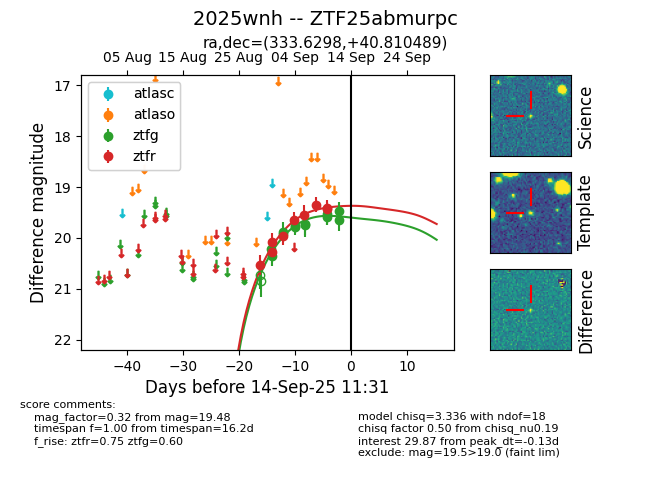 2025wnh -- ZTF25abmurpc
ra,dec=(333.6298,+40.810489)
05 Aug 15 Aug 25 Aug 04 Sep 14 Sep 24 Sep
17
18
19
20
21
22
Difference magnitude
atlasc
atlaso
ztfg
ztfr
−40
−30
−20
−10
0
10
Days before 14-Sep-25 11:31
Science
Template
Difference
score comments:
mag_factor=0.32 from mag=19.48
timespan f=1.00 from timespan=16.2d
f_rise: ztfr=0.75 ztfg=0.60
model chisq=3.336 with ndof=18
chisq factor 0.50 from chisq_nu0.19
interest 29.87 from peak_dt=-0.13d
exclude: mag=19.5>19.0 (faint lim)